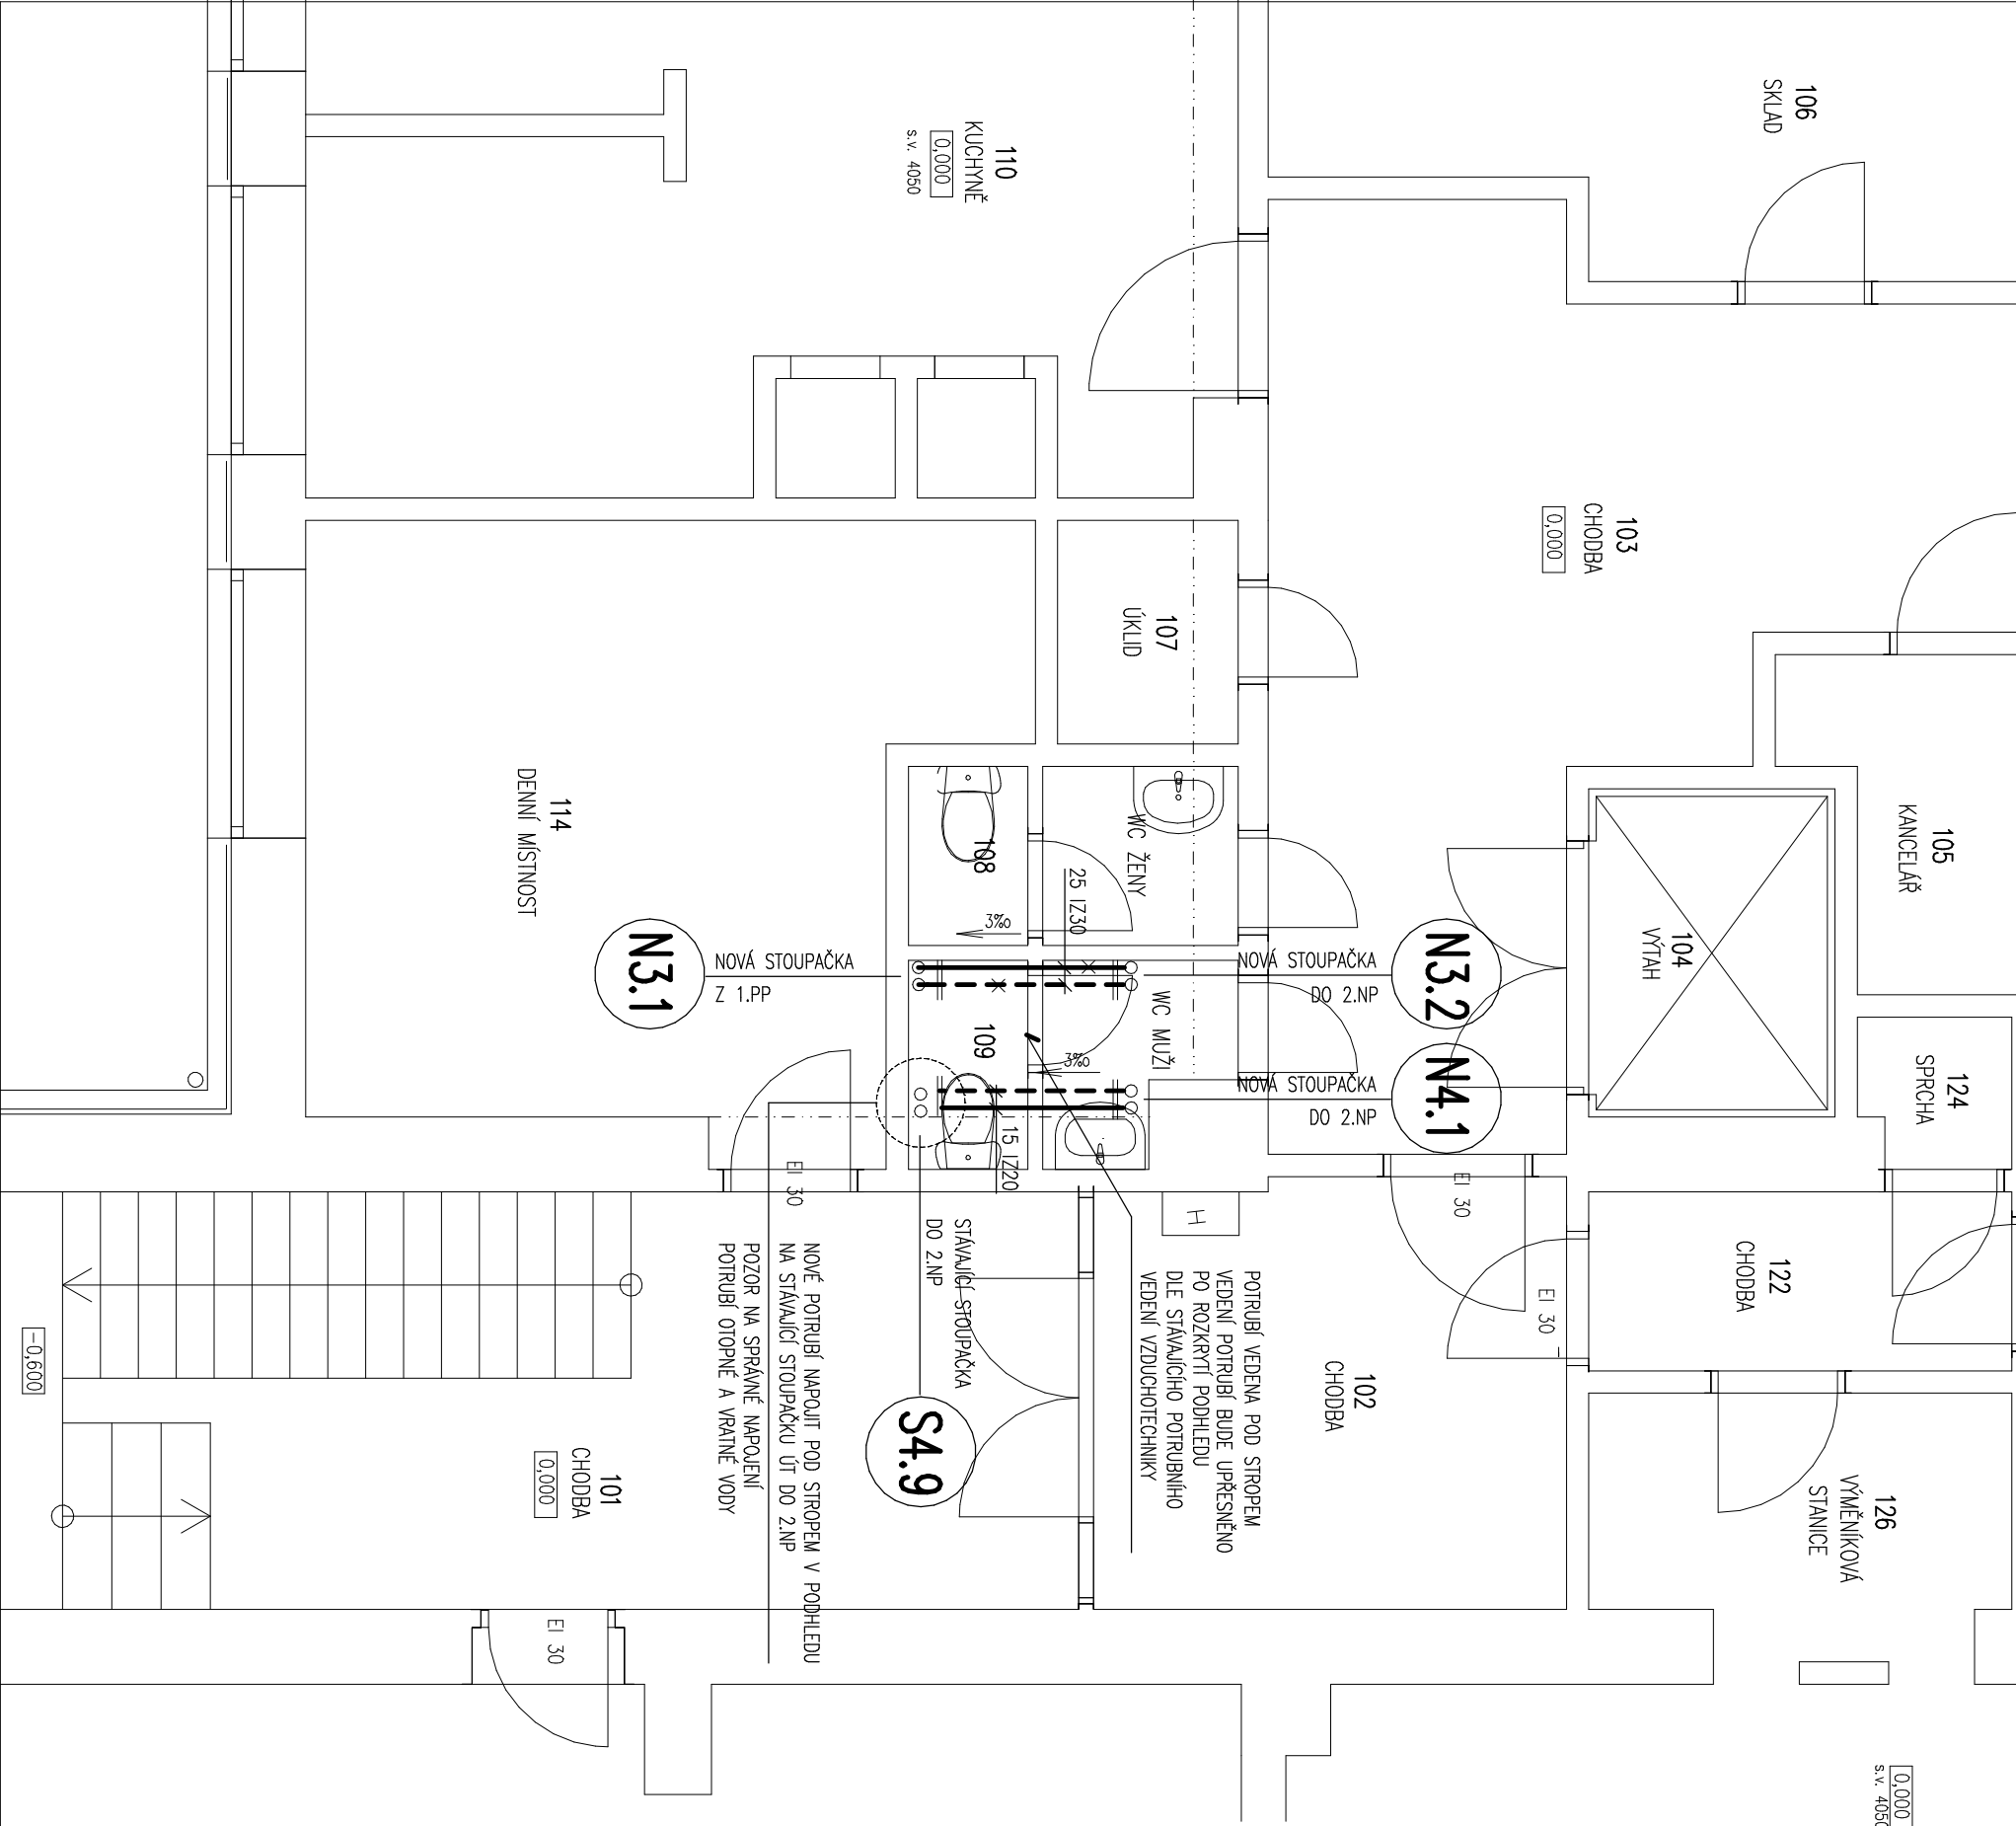 106
SKLAD
110
KUCHYNĚ
0,000
s.v. 4050
103
CHODBA
0,000
107
ÚKLID
105
KANCELÁŘ
104
VÝTAH
114
DENNÍ MÍSTNOST
108
WC ŽENY
25 IZ30
3‰
109
WC MUŽI
3‰
15 IZ20
N3.1
NOVÁ STOUPAČKA
Z 1.PP
N3.2
NOVÁ STOUPAČKA
DO 2.NP
N4.1
NOVÁ STOUPAČKA
DO 2.NP
124
SPRCHA
EI 30
EI 30
EI 30
EI 30
H
122
CHODBA
102
CHODBA
126
VÝMĚNÍKOVÁ
STANICE
101
CHODBA
0,000
-0,600
S4.9
STÁVAJÍCÍ STOUPAČKA
DO 2.NP
POTRUBÍ VEDENA POD STROPEM
VEDENÍ POTRUBÍ BUDE UPŘESNĚNO
PO ROZKRYTÍ PODHLEDU
DLE STÁVAJÍCÍHO POTRUBNÍHO
VEDENÍ VZDUCHOTECHNIKY
NOVÉ POTRUBÍ NAPOJIT POD STROPEM V PODHLEDU
NA STÁVAJÍCÍ STOUPAČKU ÚT DO 2.NP
POZOR NA SPRÁVNÉ NAPOJENÍ
POTRUBÍ OTOPNÉ A VRATNÉ VODY
0,000
s.v. 4050